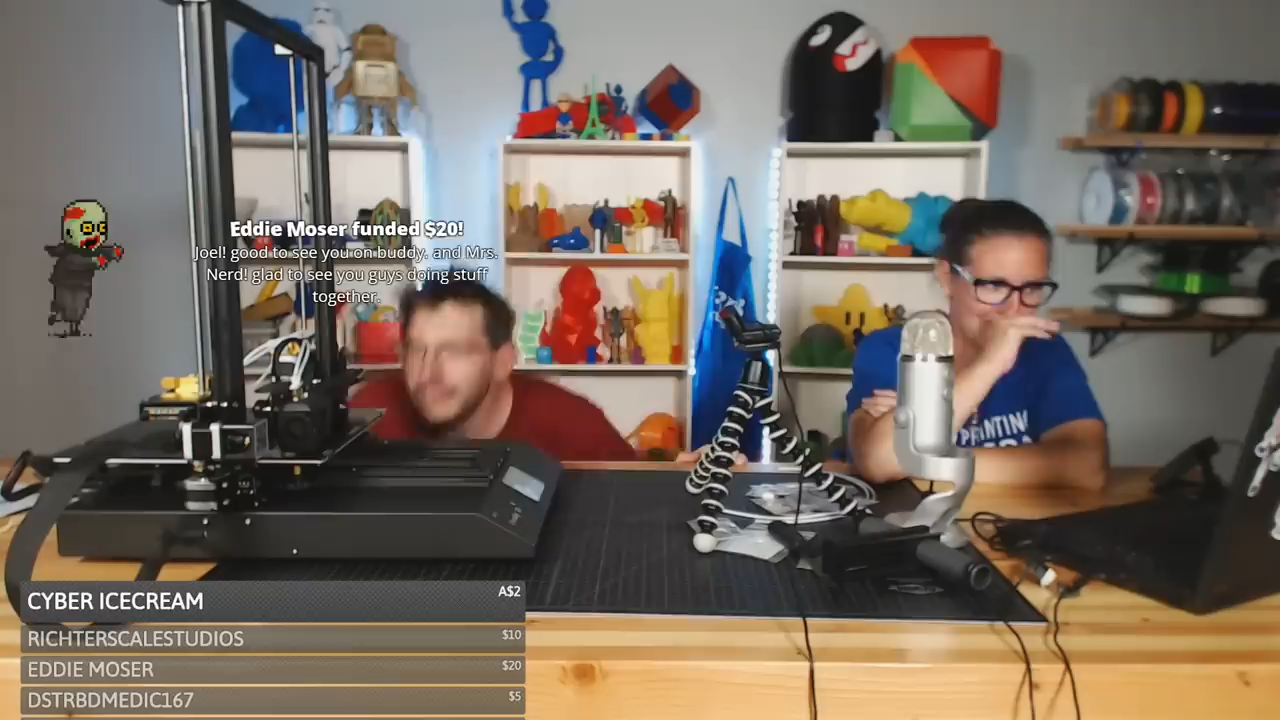 Eddie Moser funded $20!
Joel! good to see you on buddy. and Mrs.
Nerd! glad to see you guys doing stuff
together.
PRINTING
CYBER ICECREAM A$2
RICHTERSCALESTUDIOS $10
EDDIE MOSER $20
DSTRBDMEDIC167 $5